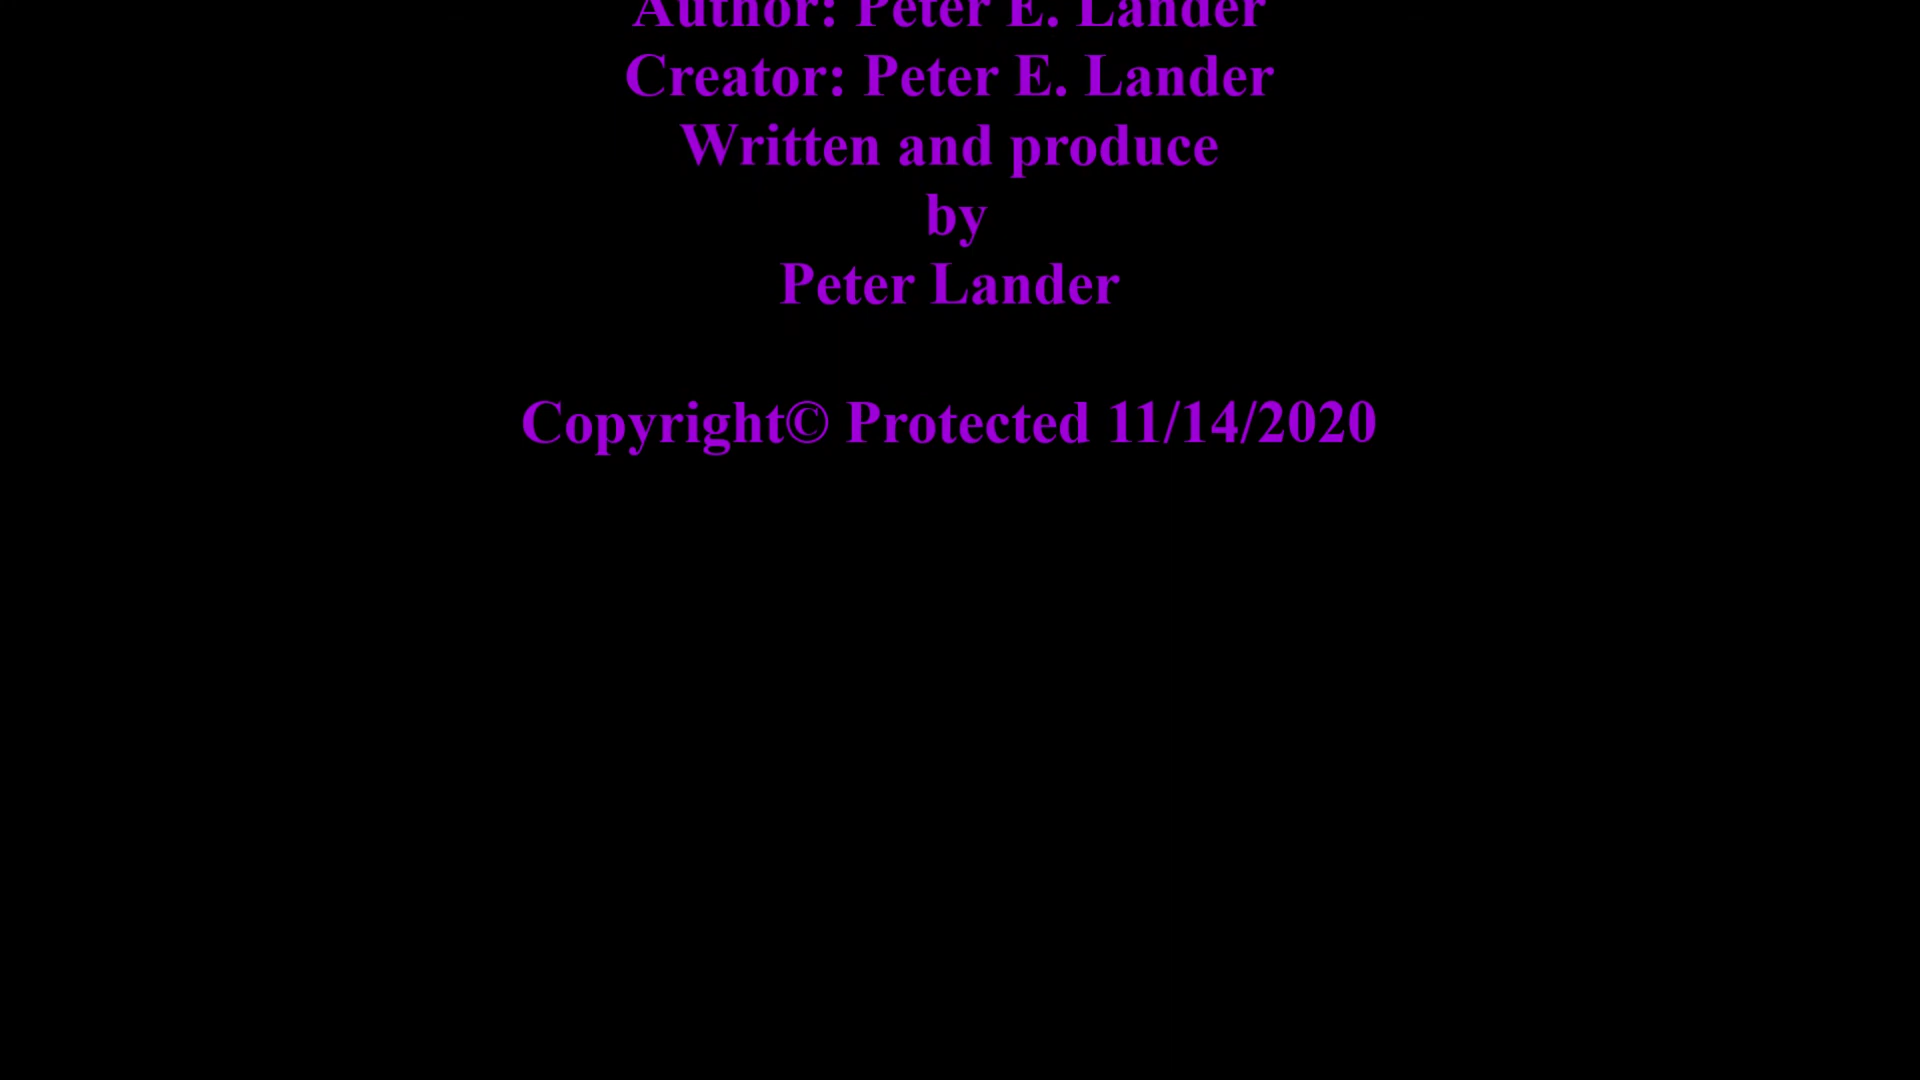 Author: Peter E. Lander
Creator: Peter E. Lander
Written and produce
by
Peter Lander
Copyright© Protected 11/14/2020